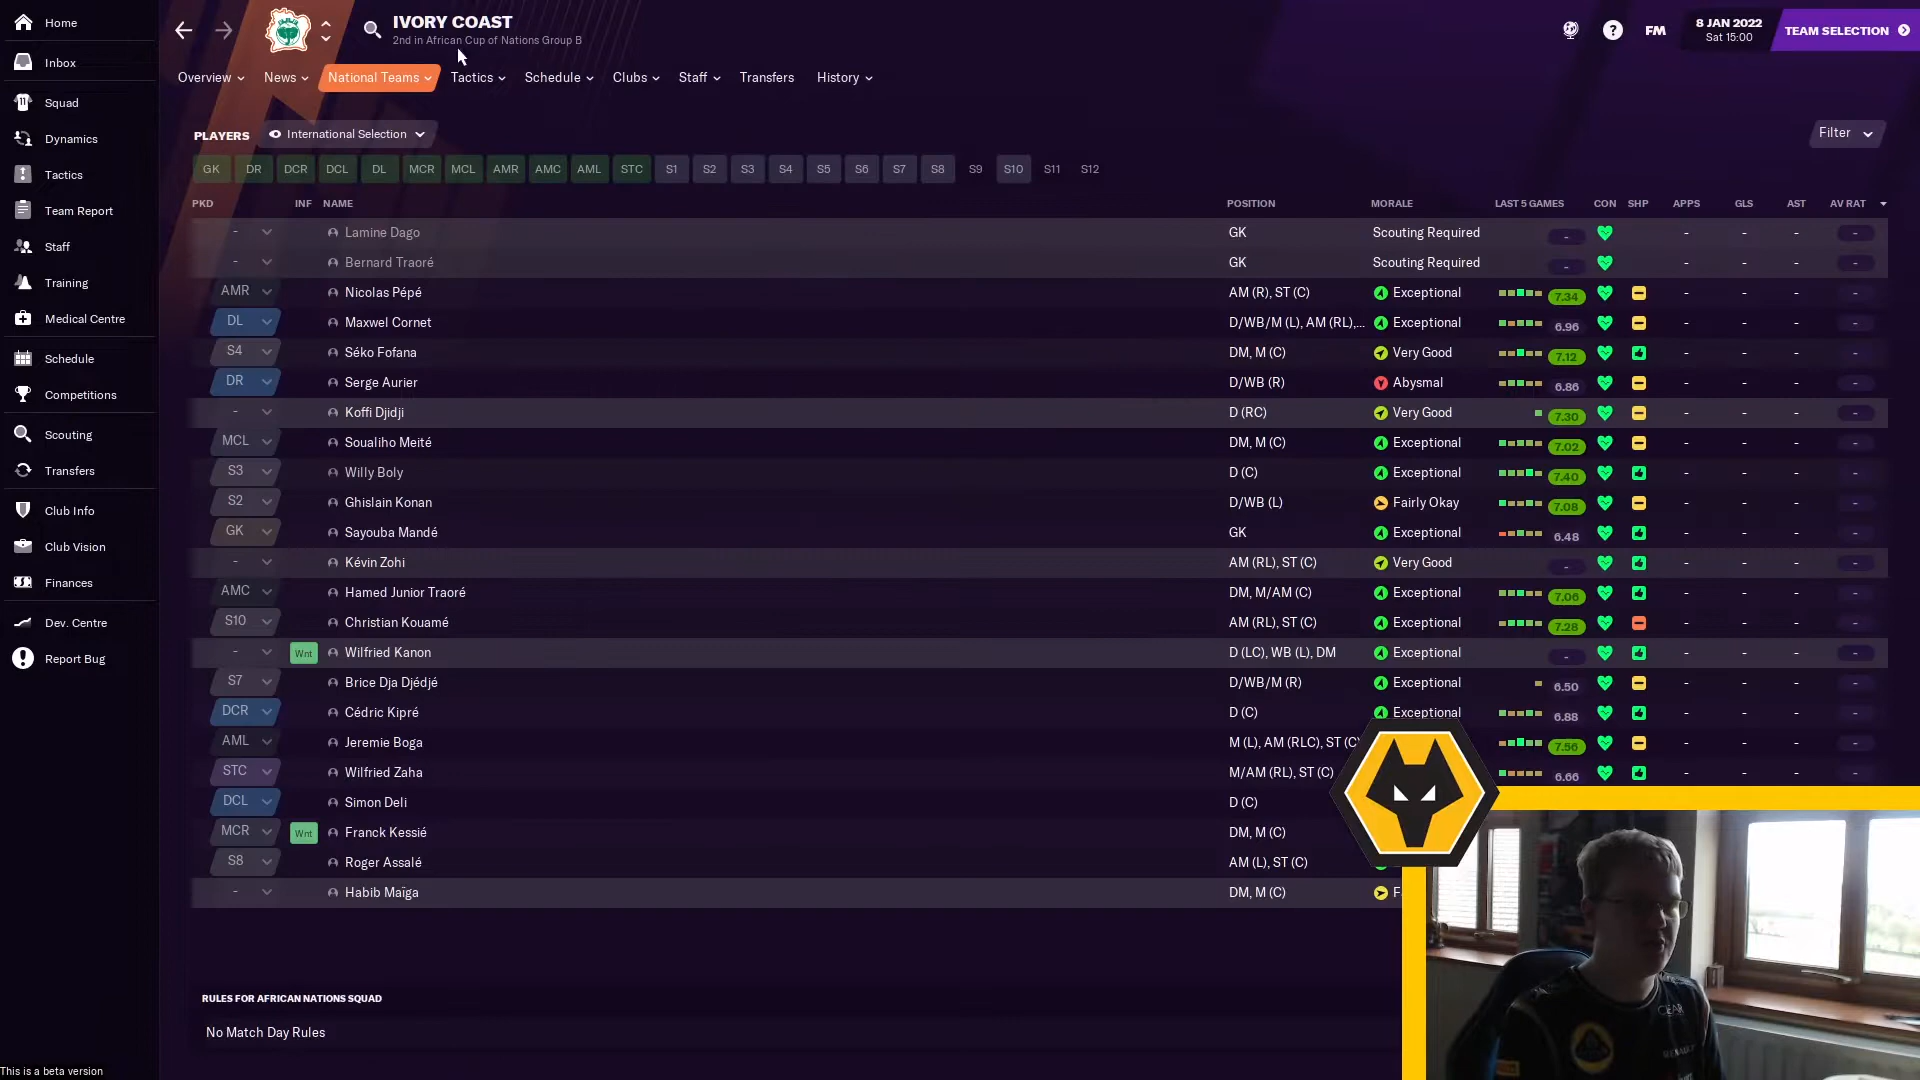 Home
Inbox
Squad
Dynamics
Tactics
Team Report
Staff
Training
Medical Centre
Schedule
Competitions
Scouting
Transfers
Club Info
Club Vision
Finances
Dev. Centre
Report Bug
This is a beta version
IVORY COAST
2nd in African Cup of Nations Group B
FM
8 JAN 2022
Sat 15:00
TEAM SELECTION
Overview News National Teams Tactics Schedule Clubs Staff Transfers History
PLAYERS International Selection Filter
GK DR DCR DCL DL MCR MCL AMR AMC AML STC S1 S2 S3 S4 S5 S6 S7 S8 S9 S10 S11 S12
PKD INF NAME POSITION MORALE LAST 5 GAMES CON SHP APPS GLS AST AV RAT
- Lamine Dago GK Scouting Required - - - - -
- Bernard Traoré GK Scouting Required - - - - -
AMR Nicolas Pépé AM (R), ST (C) Exceptional 7.34 - - - -
DL Maxwel Cornet D/WB/M (L), AM (RL),... Exceptional 6.96 - - - -
S4 Séko Fofana DM, M (C) Very Good 7.12 - - - -
DR Serge Aurier D/WB (R) Abysmal 6.86 - - - -
- Koffi Djidji D (RC) Very Good 7.30 - - - -
MCL Soualiho Meité DM, M (C) Exceptional 7.02 - - - -
S3 Willy Boly D (C) Exceptional 7.40 - - - -
S2 Ghislain Konan D/WB (L) Fairly Okay 7.08 - - - -
GK Sayouba Mandé GK Exceptional 6.48 - - - -
- Kévin Zohi AM (RL), ST (C) Very Good - - - - -
AMC Hamed Junior Traoré DM, M/AM (C) Exceptional 7.06 - - - -
S10 Christian Kouamé AM (RL), ST (C) Exceptional 7.28 - - - -
- Wnt Wilfried Kanon D (LC), WB (L), DM Exceptional - - - - -
S7 Brice Dja Djédjé D/WB/M (R) Exceptional 6.50 - - - -
DCR Cédric Kipré D (C) Exceptional 6.88 - - - -
AML Jeremie Boga M (L), AM (RLC), ST (C) 7.56 - - - -
STC Wilfried Zaha M/AM (RL), ST (C) 6.66 - - - -
DCL Simon Deli D (C)
MCR Wnt Franck Kessié DM, M (C)
S8 Roger Assalé AM (L), ST (C)
- Habib Maïga DM, M (C) F
RULES FOR AFRICAN NATIONS SQUAD
No Match Day Rules